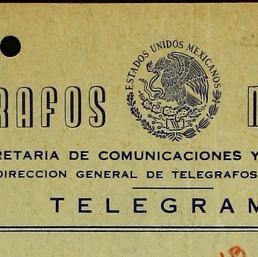 ESTADOS UNIDOS MEXICANOS
RAFOS
RETARIA DE COMUNICACIONES Y
DIRECCION GENERAL DE TELEGRAFOS
TELEGRAM